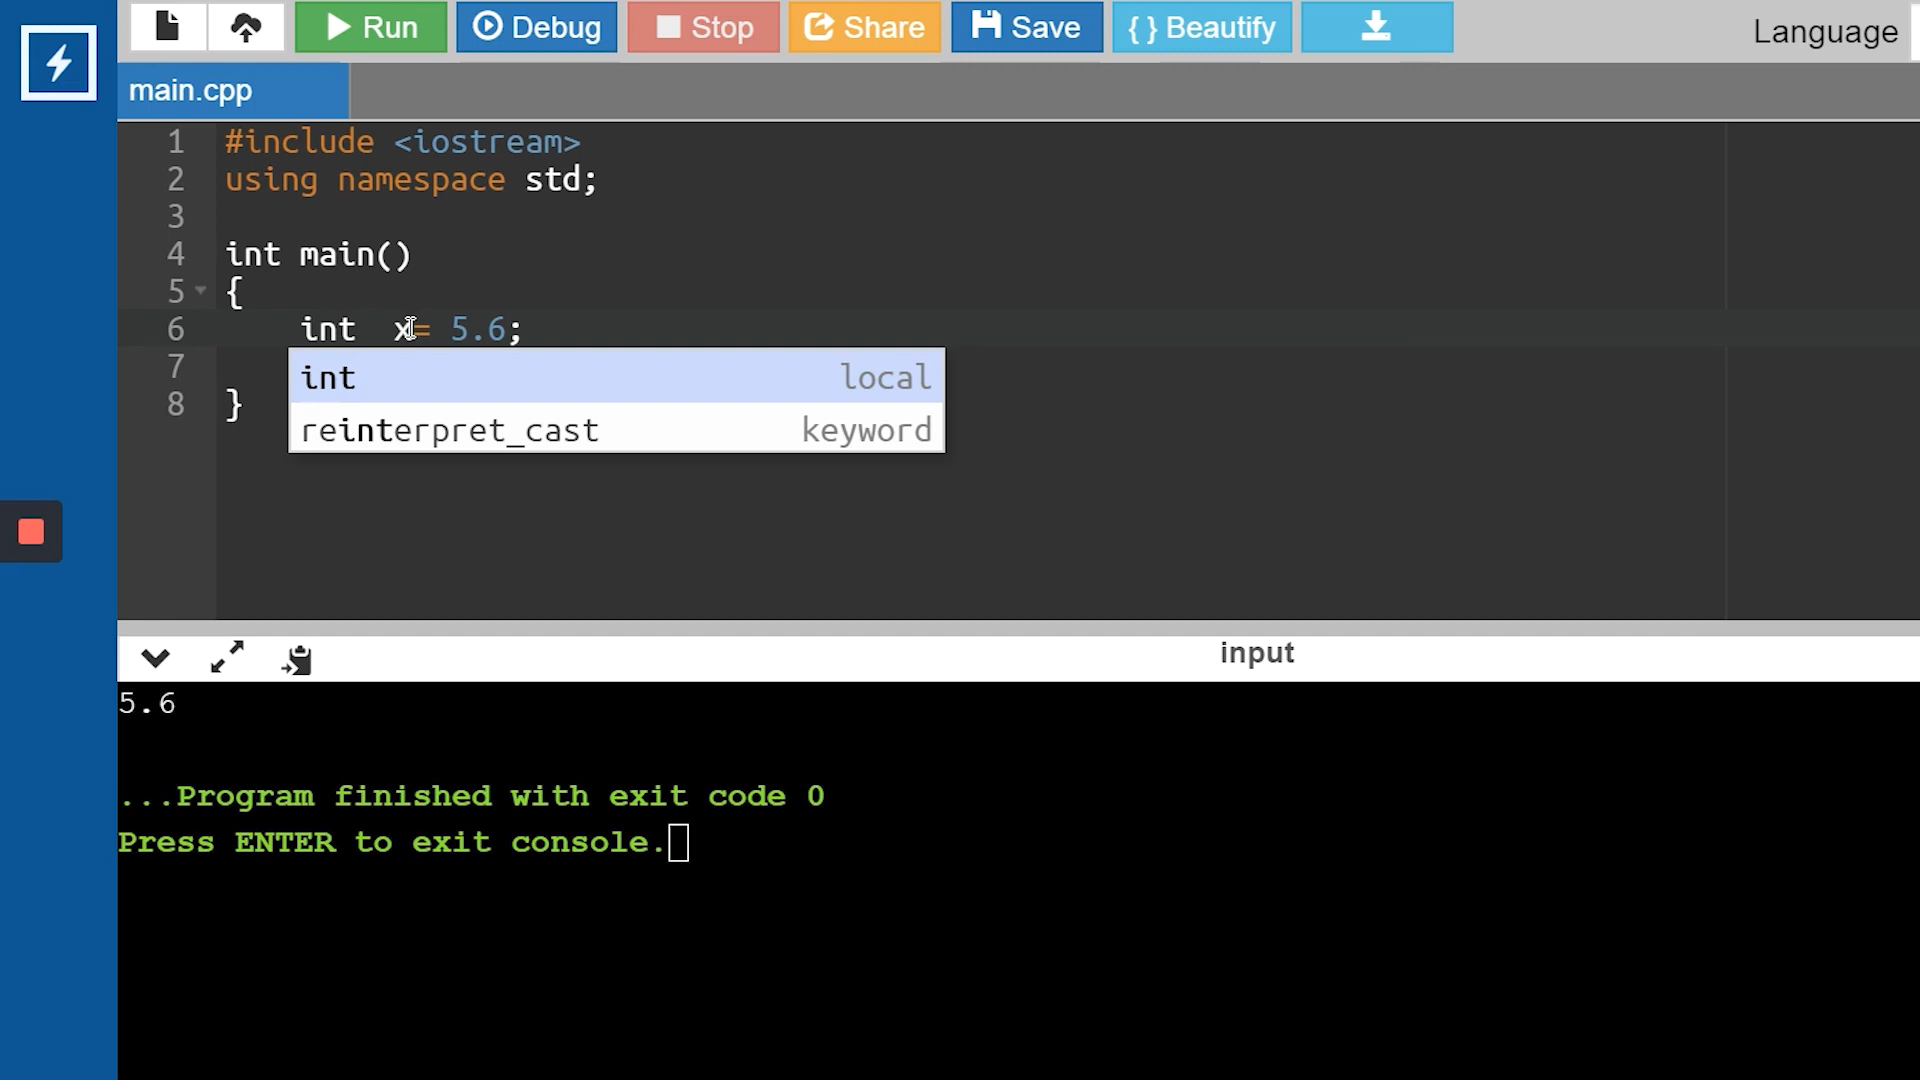 Run Debug Stop Share Save { } Beautify Language
main.cpp
1 #include <iostream>
2 using namespace std;
3
4 int main()
5 {
6 int x= 5.6;
7 int local
8 } reinterpret_cast keyword
input
5.6
...Program finished with exit code 0
Press ENTER to exit console.